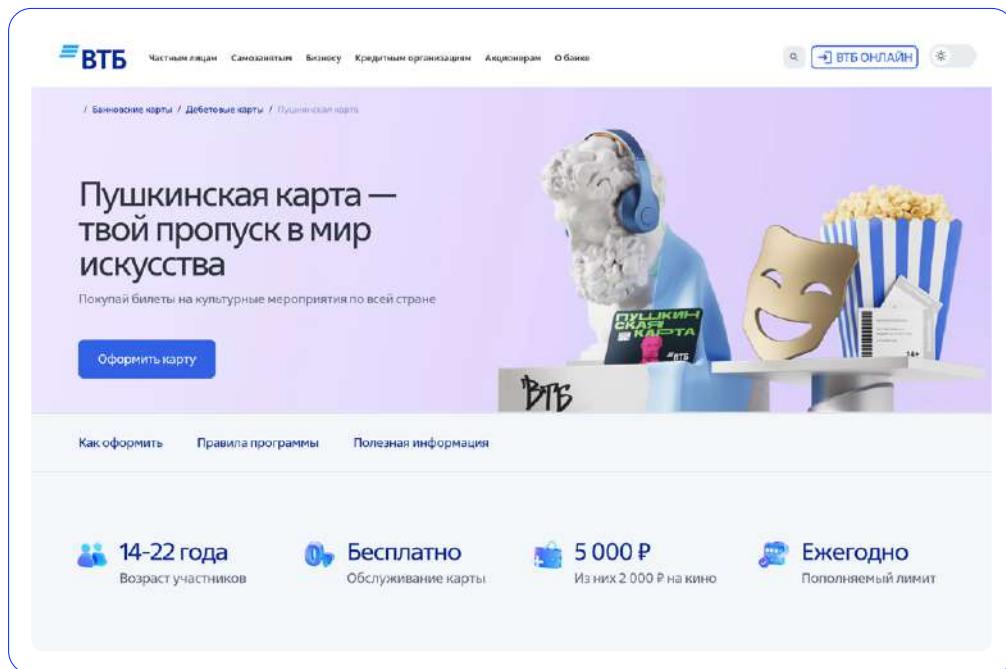 ВТБ
Частным лицам Самозанятым Бизнесу Кредитным организациям Акционерам О банке
ВТБ ОНЛАЙН
/ Банковские карты / Дебетовые карты / Пушкинская карта
Пушкинская карта —
твой пропуск в мир
искусства
Покупай билеты на культурные мероприятия по всей стране
Оформить карту
ПУШКИН
СКАЯ
КАРТА
ВТБ
ВТБ
14+
Как оформить Правила программы Полезная информация
14-22 года
Возраст участников
Бесплатно
Обслуживание карты
5 000 ₽
Из них 2 000 ₽ на кино
Ежегодно
Пополняемый лимит